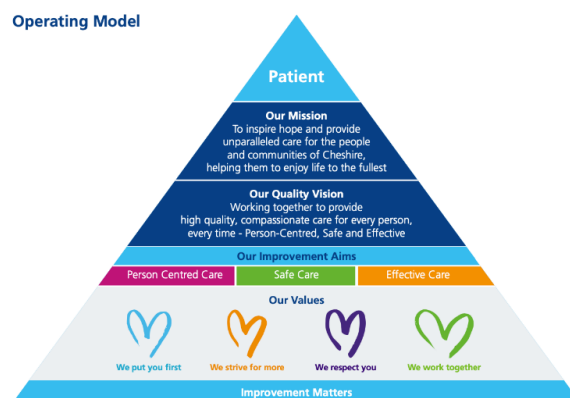 Operating Model
Patient
Our Mission
To inspire hope and provide
unparalleled care for the people
and communities of Cheshire,
helping them to enjoy life to the fullest
Our Quality Vision
Working together to provide
high quality, compassionate care for every person,
every time - Person-Centred, Safe and Effective
Our Improvement Aims
Person Centred Care Safe Care Effective Care
Our Values
We put you first We strive for more We respect you We work together
Improvement Matters